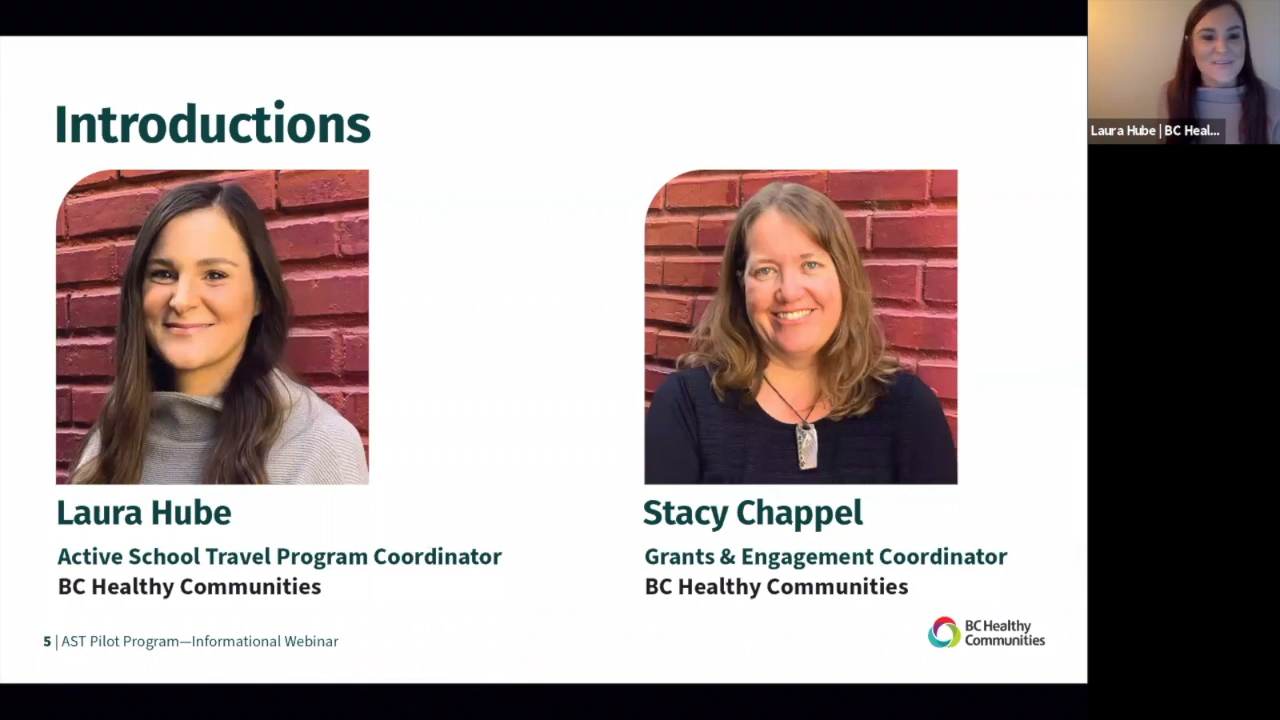 Introductions
Laura Hube
Active School Travel Program Coordinator
BC Healthy Communities
Stacy Chappel
Grants & Engagement Coordinator
BC Healthy Communities
5 | AST Pilot Program—Informational Webinar
BC Healthy
Communities
Laura Hube | BC Heal...